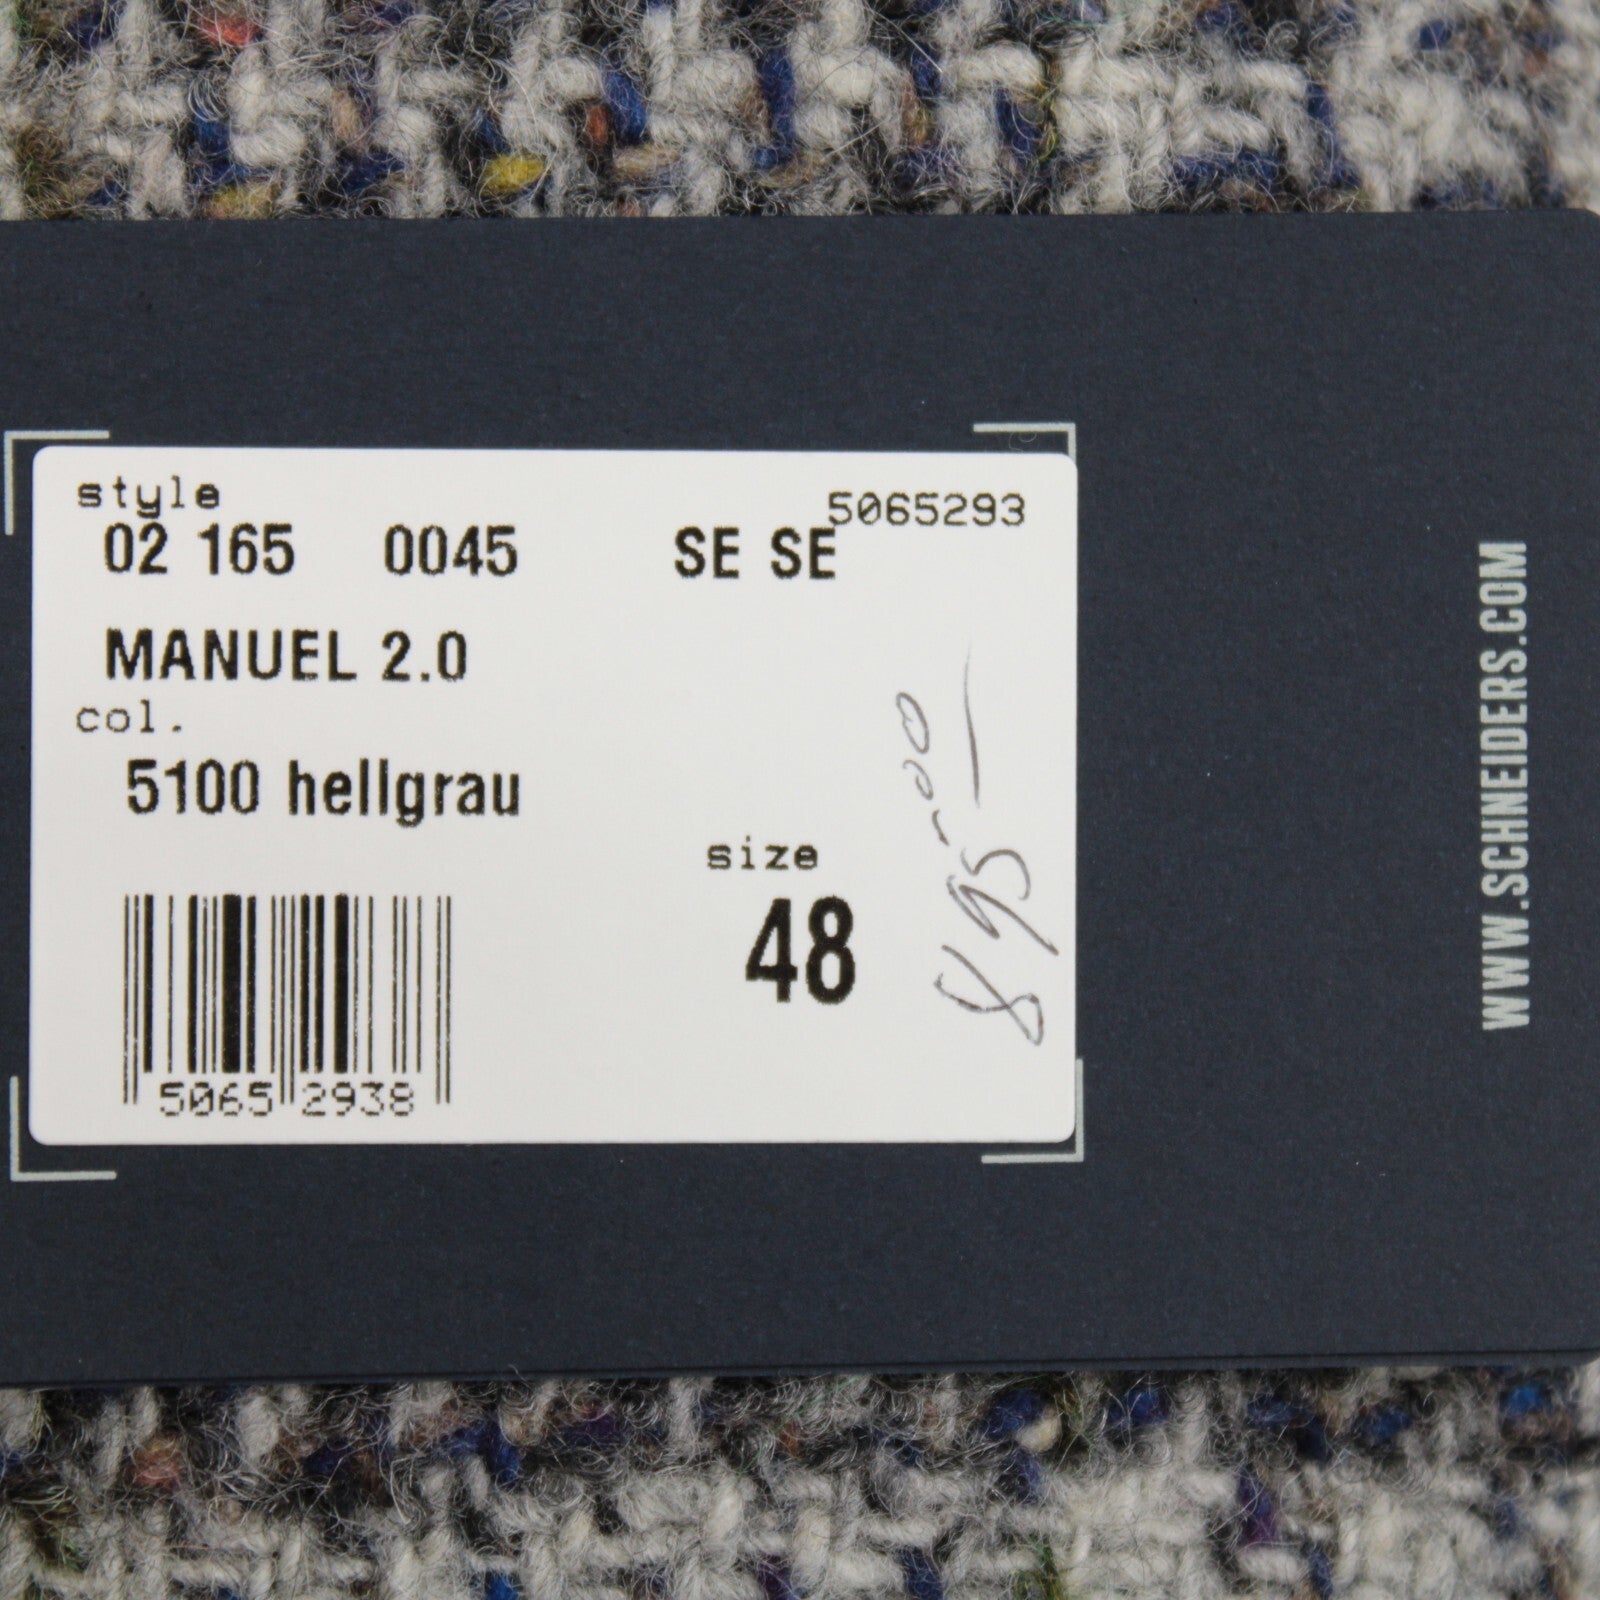 style
5065293
02 165 0045 SE SE
MANUEL 2.0
col.
5100 hellgrau
size
48
5065 2938
895,00
WWW.SCHNEIDERS.COM